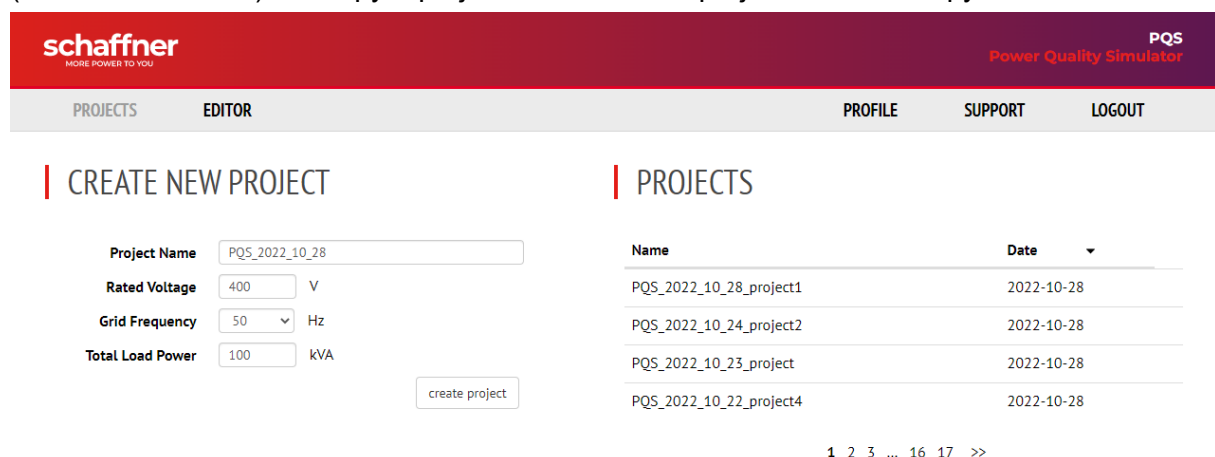 schaffner
MORE POWER TO YOU
PQS
Power Quality Simulator
PROJECTS EDITOR PROFILE SUPPORT LOGOUT
CREATE NEW PROJECT
Project Name PQS_2022_10_28
Rated Voltage 400 V
Grid Frequency 50 Hz
Total Load Power 100 kVA
create project
PROJECTS
Name Date
PQS_2022_10_28_project1 2022-10-28
PQS_2022_10_24_project2 2022-10-28
PQS_2022_10_23_project 2022-10-28
PQS_2022_10_22_project4 2022-10-28
1 2 3 ... 16 17 >>